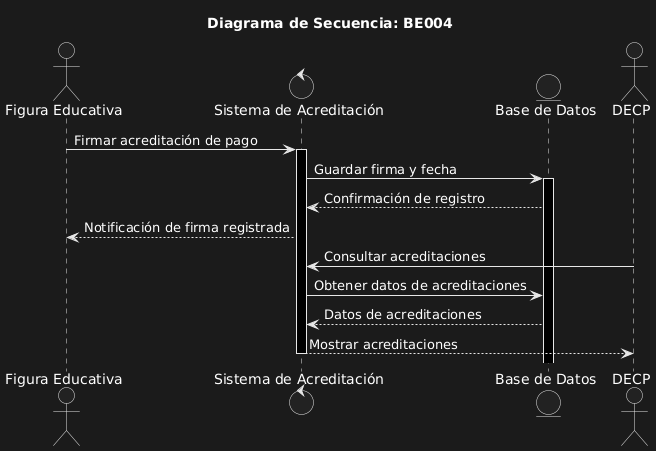 Diagrama de Secuencia: BE004
Figura Educativa
Sistema de Acreditación
Base de Datos
DECP
Firmar acreditación de pago
Guardar firma y fecha
Confirmación de registro
Notificación de firma registrada
Consultar acreditaciones
Obtener datos de acreditaciones
Datos de acreditaciones
Mostrar acreditaciones
Figura Educativa
Sistema de Acreditación
Base de Datos
DECP